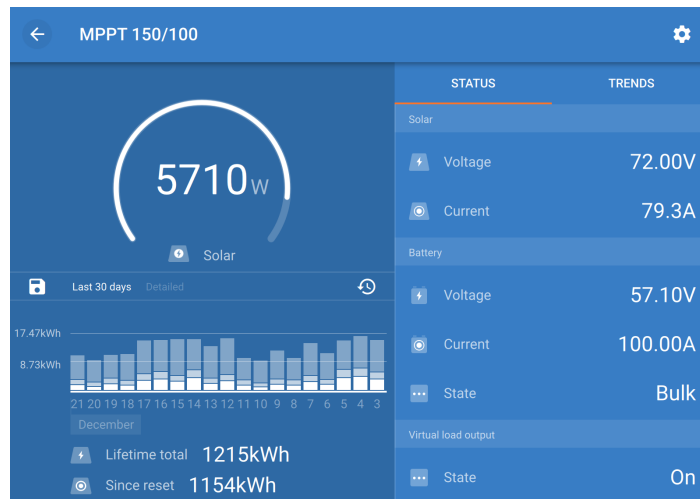 MPPT 150/100
5710W
Solar
Last 30 days Detailed
17.47kWh
8.73kWh
21 20 19 18 17 16 15 14 13 12 11 10 9 8 7 6 5 4 3
December
Lifetime total 1215kWh
Since reset 1154kWh
STATUS TRENDS
Solar
Voltage 72.00V
Current 79.3A
Battery
Voltage 57.10V
Current 100.00A
State Bulk
Virtual load output
State On